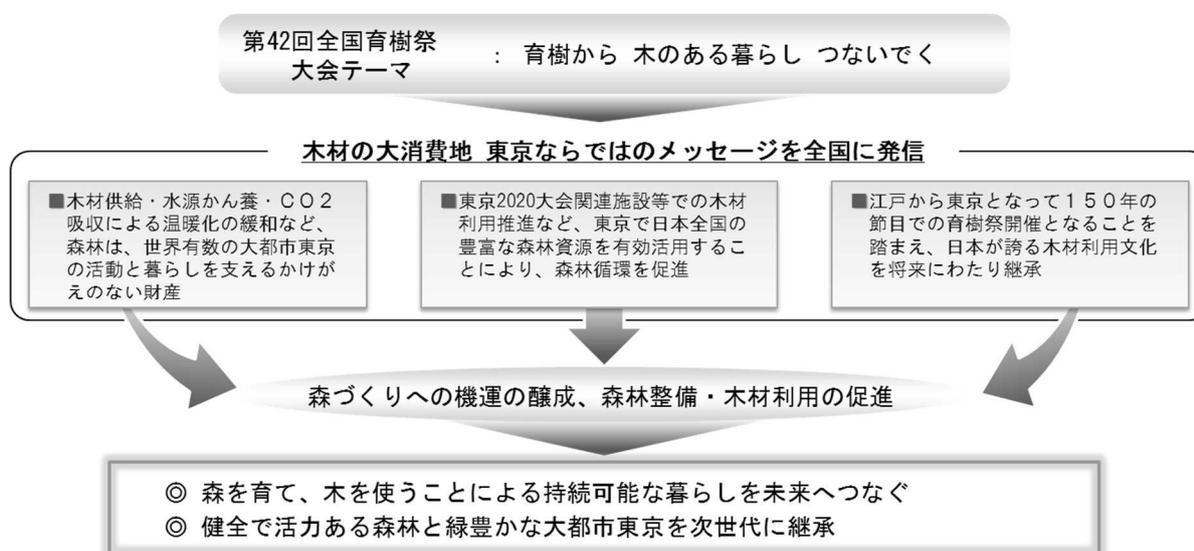 第42回全国育樹祭
大会テーマ ： 育樹から 木のある暮らし つないでく
木材の大消費地 東京ならではのメッセージを全国に発信
■木材供給・水源かん養・ＣＯ２
吸収による温暖化の緩和など、
森林は、世界有数の大都市東京
の活動と暮らしを支えるかけが
えのない財産
■東京2020大会関連施設等での木材
利用推進など、東京で日本全国の
豊富な森林資源を有効活用するこ
とにより、森林循環を促進
■江戸から東京となって１５０年の
節目での育樹祭開催となることを
踏まえ、日本が誇る木材利用文化
を将来にわたり継承
森づくりへの機運の醸成、森林整備・木材利用の促進
◎ 森を育て、木を使うことによる持続可能な暮らしを未来へつなぐ
◎ 健全で活力ある森林と緑豊かな大都市東京を次世代に継承